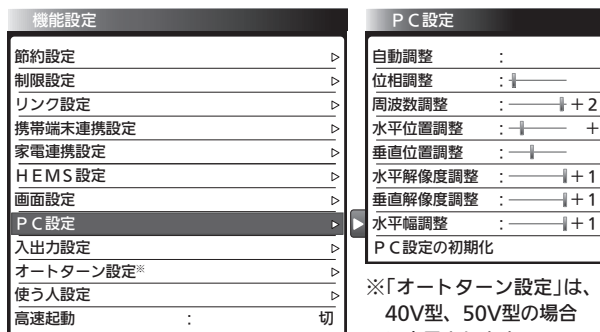 機能設定
節約設定
制限設定
リンク設定
携帯端末連携設定
家電連携設定
HEMS設定
画面設定
PC設定
入出力設定
オートターン設定※
使う人設定
高速起動 : 切
PC設定
自動調整 :
位相調整 :
周波数調整 : +2
水平位置調整 : +
垂直位置調整 :
水平解像度調整 : +1
垂直解像度調整 : +1
水平幅調整 : +1
PC設定の初期化
※「オートターン設定」は、
40V型、50V型の場合